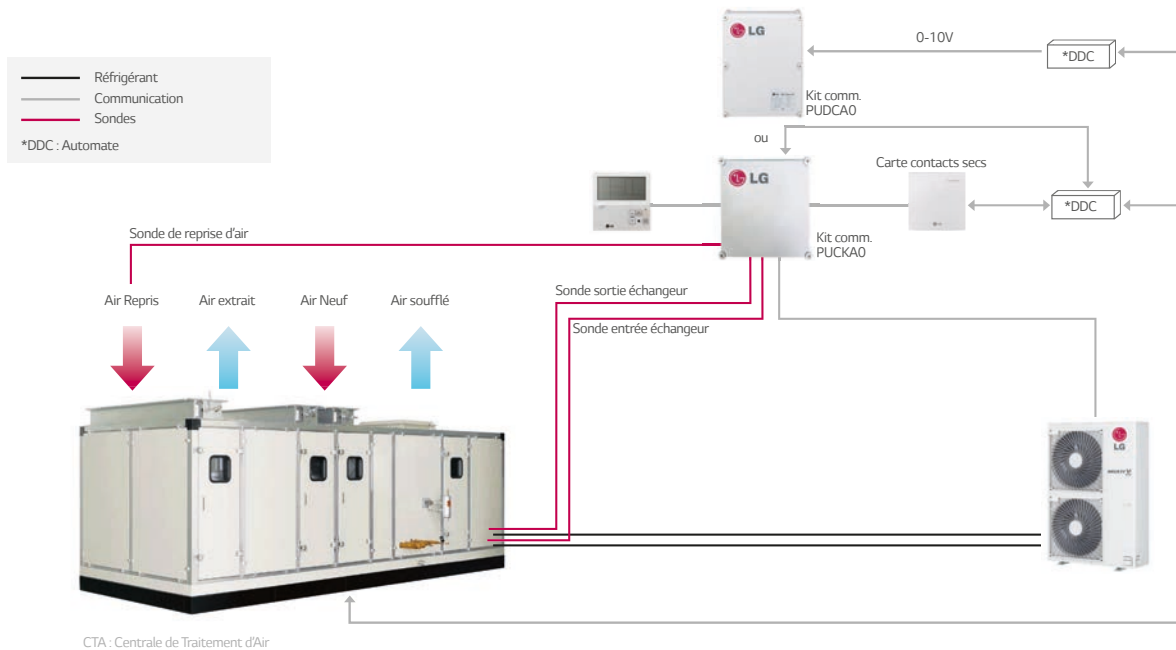 LG
0-10V
*DDC
Réfrigérant
Communication
Sondes
*DDC : Automate
Kit comm.
PUDCA0
ou
LG
Carte contacts secs
*DDC
Sonde de reprise d'air
Kit comm.
PUCKA0
Air Repris
Air extrait
Air Neuf
Air soufflé
Sonde sortie échangeur
Sonde entrée échangeur
LG
CTA : Centrale de Traitement d'Air